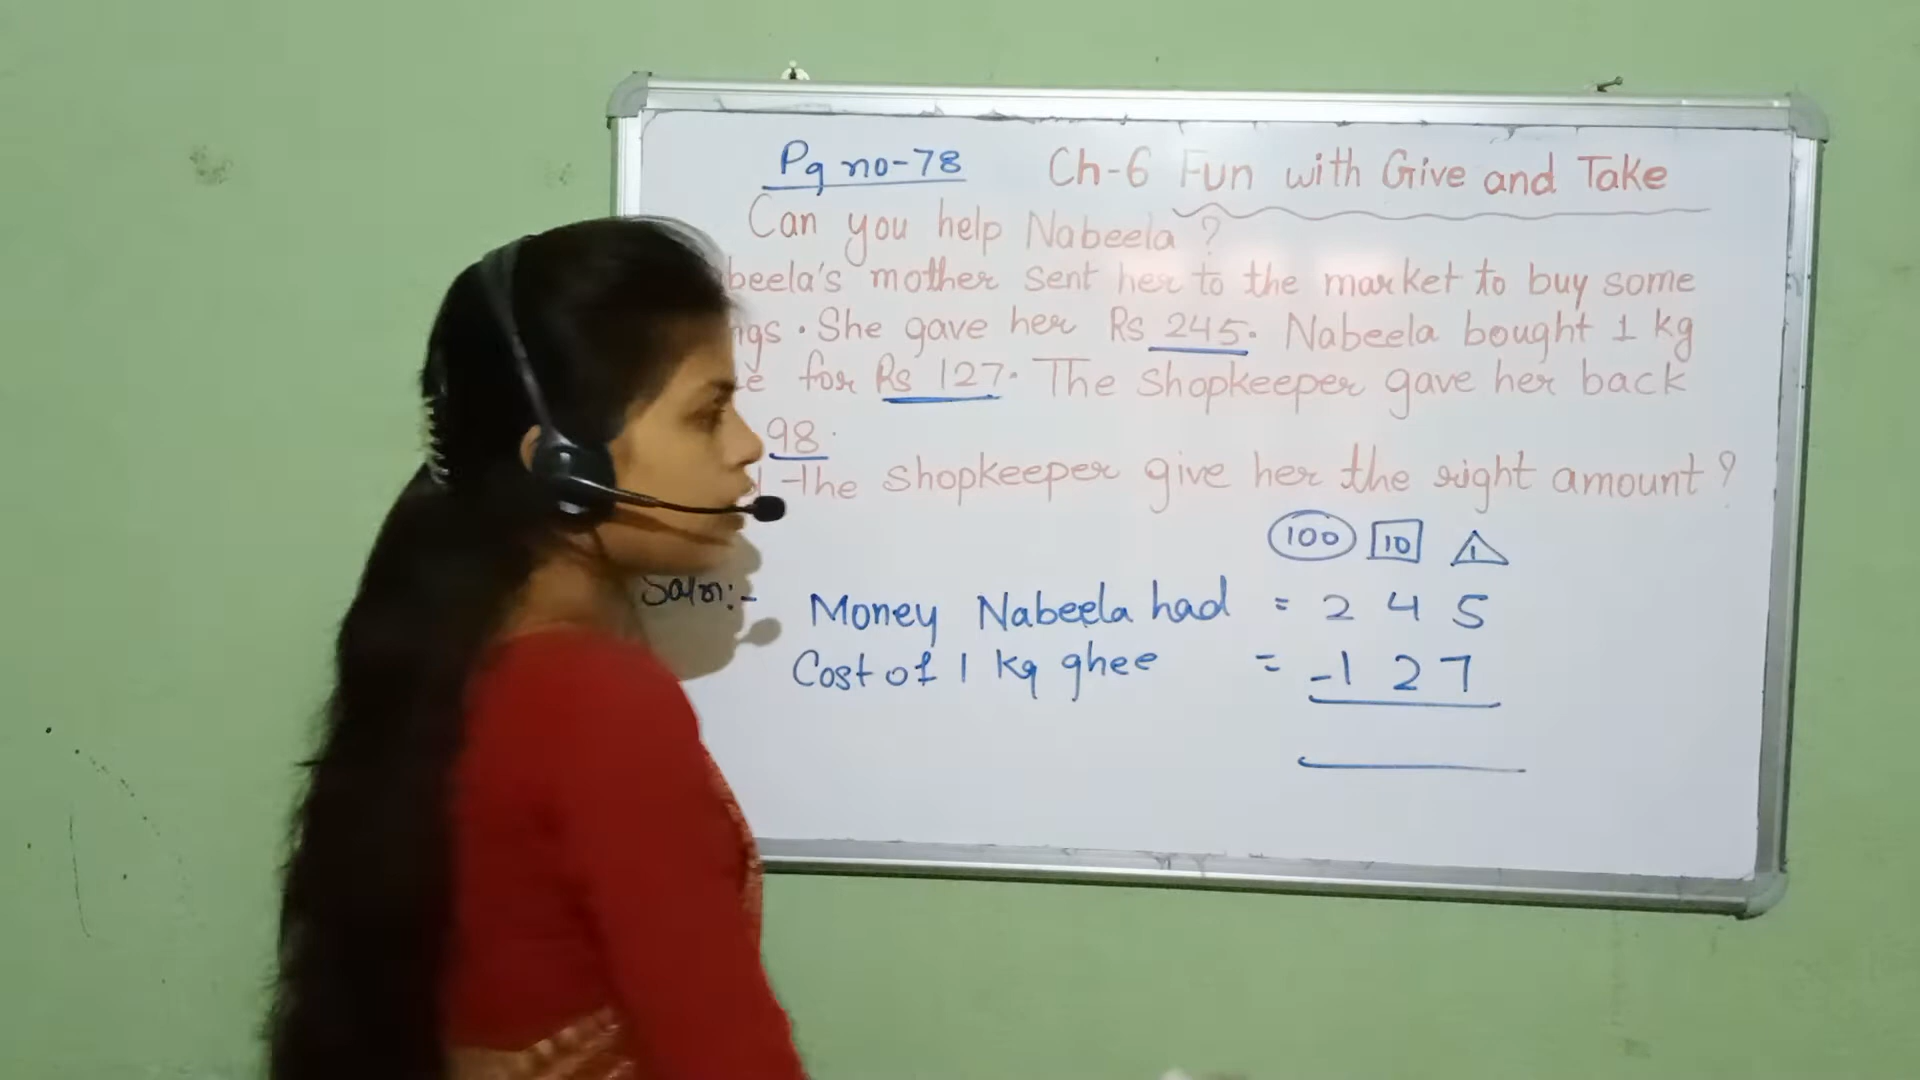 Pg no-78 Ch-6 Fun with Give and Take
Can you help Nabeela ?
beela's mother sent her to the market to buy some
ngs. She gave her Rs 245. Nabeela bought 1 kg
e for Rs 127. The shopkeeper gave her back
98.
d the shopkeeper give her the right amount ?
100 10 1
Soln:- Money Nabeela had = 2 4 5
Cost of 1 kg ghee = -1 2 7